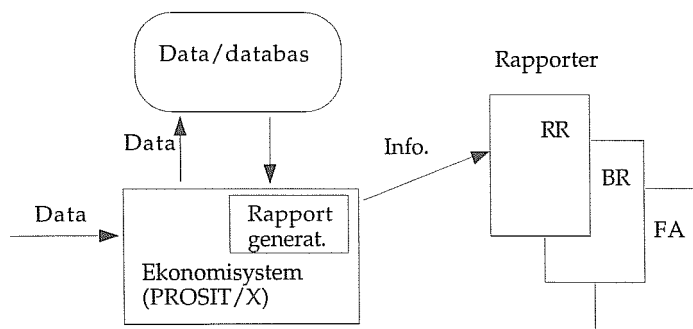 Data/databas
Rapporter
Data
Info.
RR
BR
FA
Data
Rapport
generat.
Ekonomisystem
(PROSIT/X)